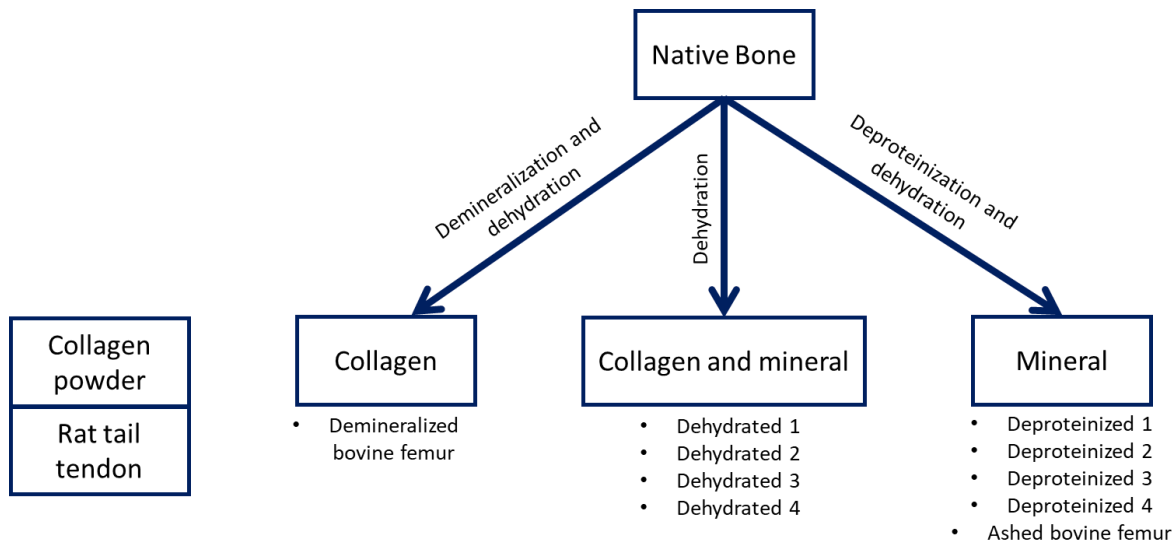 Native Bone
Demineralization and
dehydration
Dehydration
Deproteinization and
dehydration
Collagen
powder
Rat tail
tendon
Collagen
• Demineralized
bovine femur
Collagen and mineral
• Dehydrated 1
• Dehydrated 2
• Dehydrated 3
• Dehydrated 4
Mineral
• Deproteinized 1
• Deproteinized 2
• Deproteinized 3
• Deproteinized 4
• Ashed bovine femur